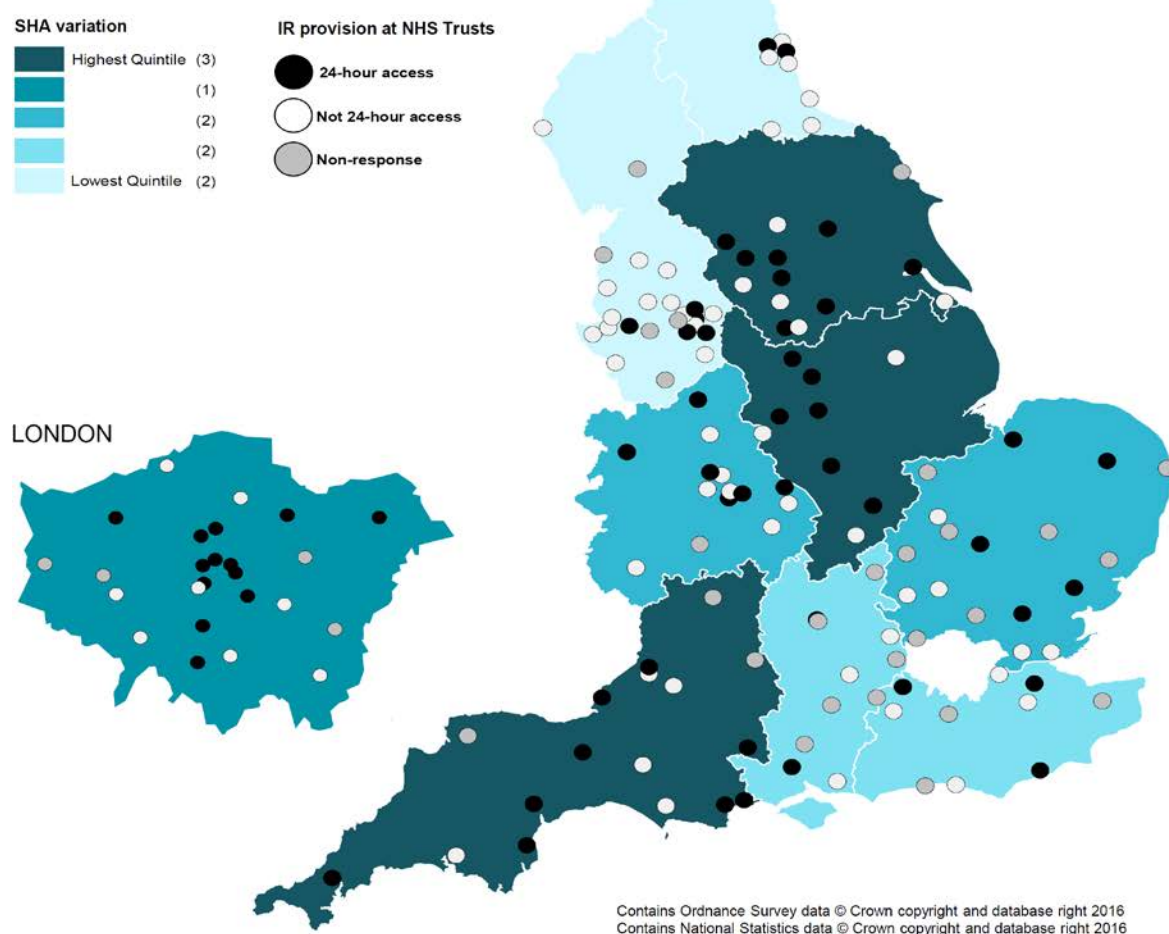 SHA variation
Highest Quintile (3)
(1)
(2)
(2)
Lowest Quintile (2)
IR provision at NHS Trusts
24-hour access
Not 24-hour access
Non-response
LONDON
Contains Ordnance Survey data © Crown copyright and database right 2016
Contains National Statistics data © Crown copyright and database right 2016